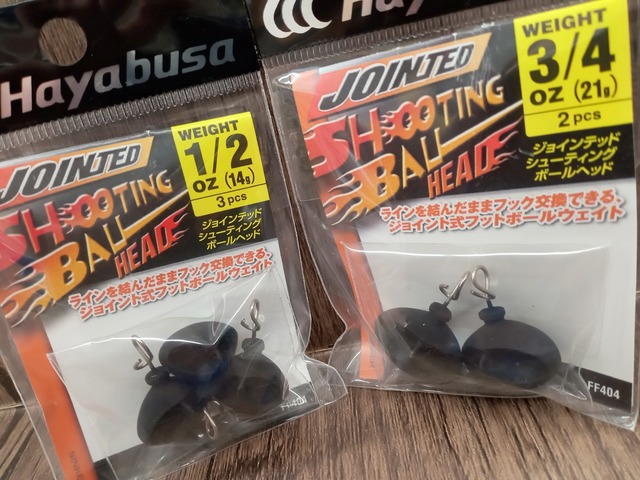 Hayabusa
JOINTED
SHOOTING
BALL
HEAD
WEIGHT
1/2
OZ (14g)
3 pcs
ジョインテッド
シューティング
ボールヘッド
ラインを結んだままフック交換できる、
ジョイント式フットボールウェイト
FF404
JOINTED
SHOOTING
BALL
HEAD
WEIGHT
3/4
OZ (21g)
2 pcs
ジョインテッド
シューティング
ボールヘッド
ラインを結んだままフック交換できる、
ジョイント式フットボールウェイト
FF404